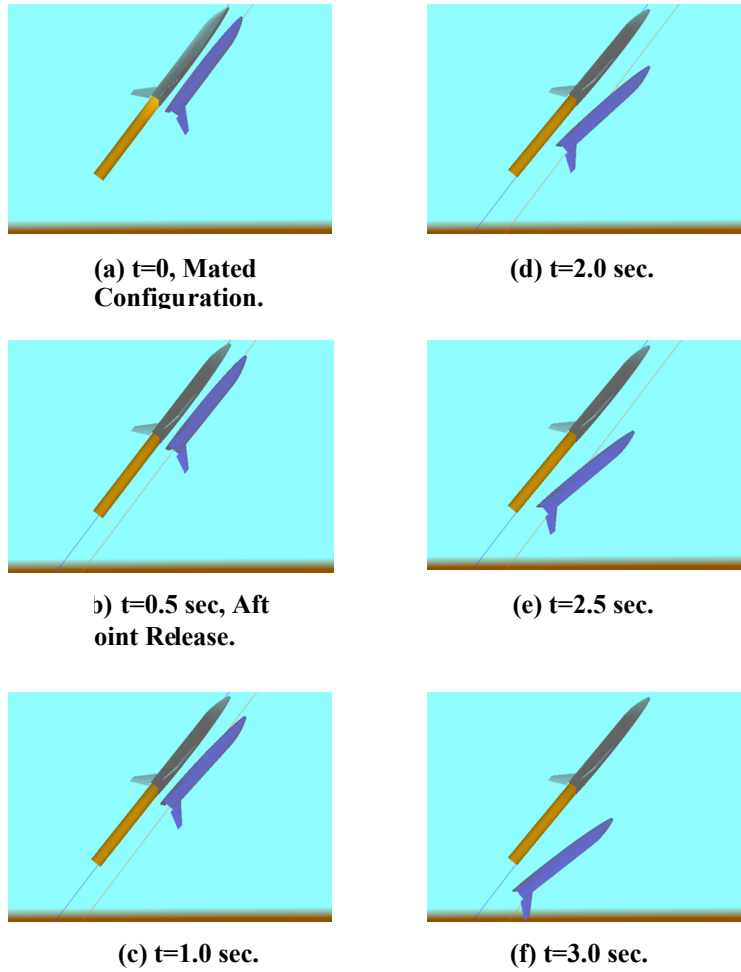 (a) t=0, Mated
Configuration.
b) t=0.5 sec, Aft
oint Release.
(c) t=1.0 sec.
(d) t=2.0 sec.
(e) t=2.5 sec.
(f) t=3.0 sec.